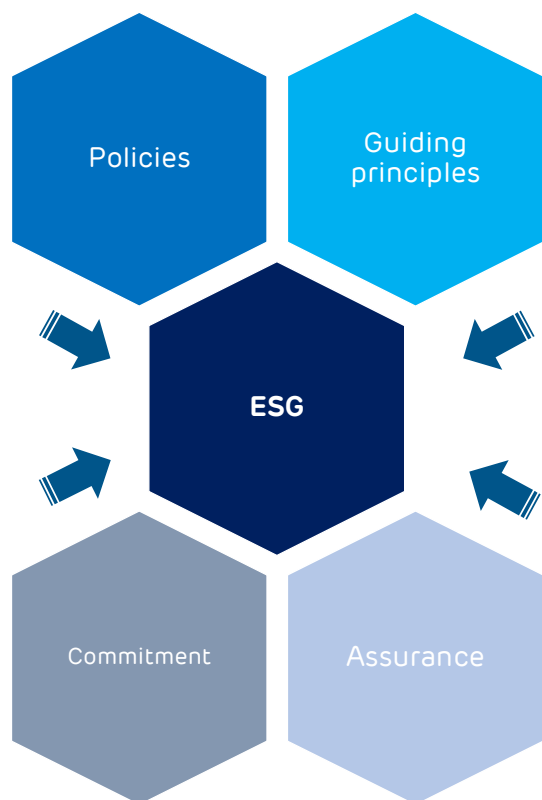 Policies
Guiding
principles
ESG
Commitment
Assurance